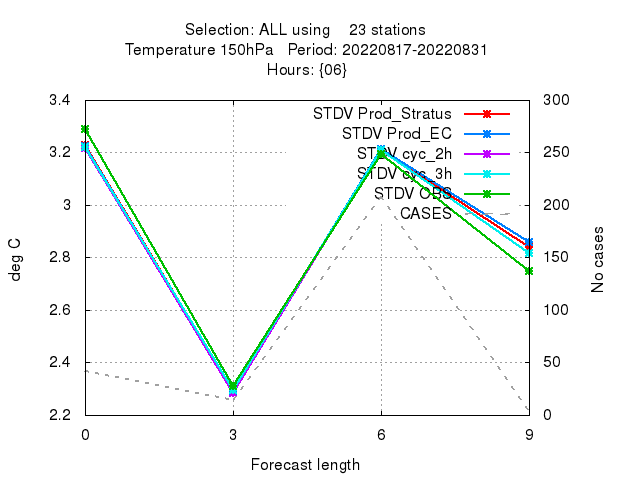 Selection: ALL using    23 stations
Temperature 150hPa   Period: 20220817-20220831
Hours: {06}
3.4
3.2
3
2.8
2.6
2.4
2.2
deg C
STDV Prod_Stratus
STDV Prod_EC
STDV cyc_2h
STDV cyc_3h
STDV OBS
CASES
300
250
200
150
100
50
0
No cases
0 3 6 9
Forecast length